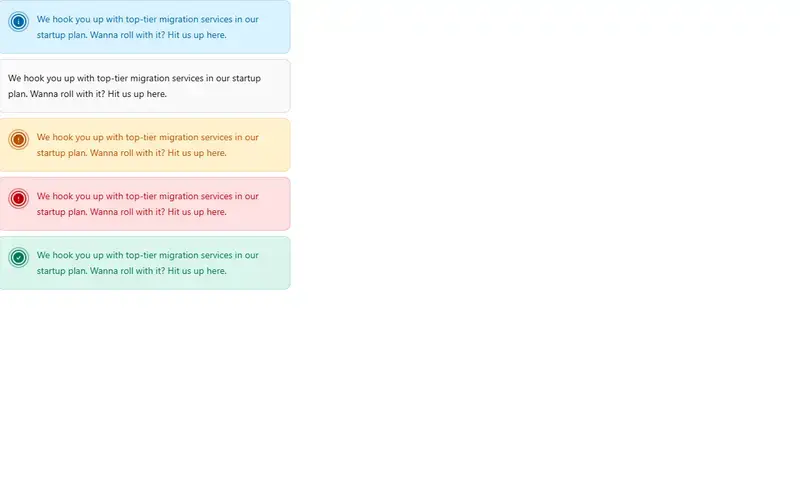 We hook you up with top-tier migration services in our
startup plan. Wanna roll with it? Hit us up here.
We hook you up with top-tier migration services in our startup
plan. Wanna roll with it? Hit us up here.
We hook you up with top-tier migration services in our
startup plan. Wanna roll with it? Hit us up here.
We hook you up with top-tier migration services in our
startup plan. Wanna roll with it? Hit us up here.
We hook you up with top-tier migration services in our
startup plan. Wanna roll with it? Hit us up here.